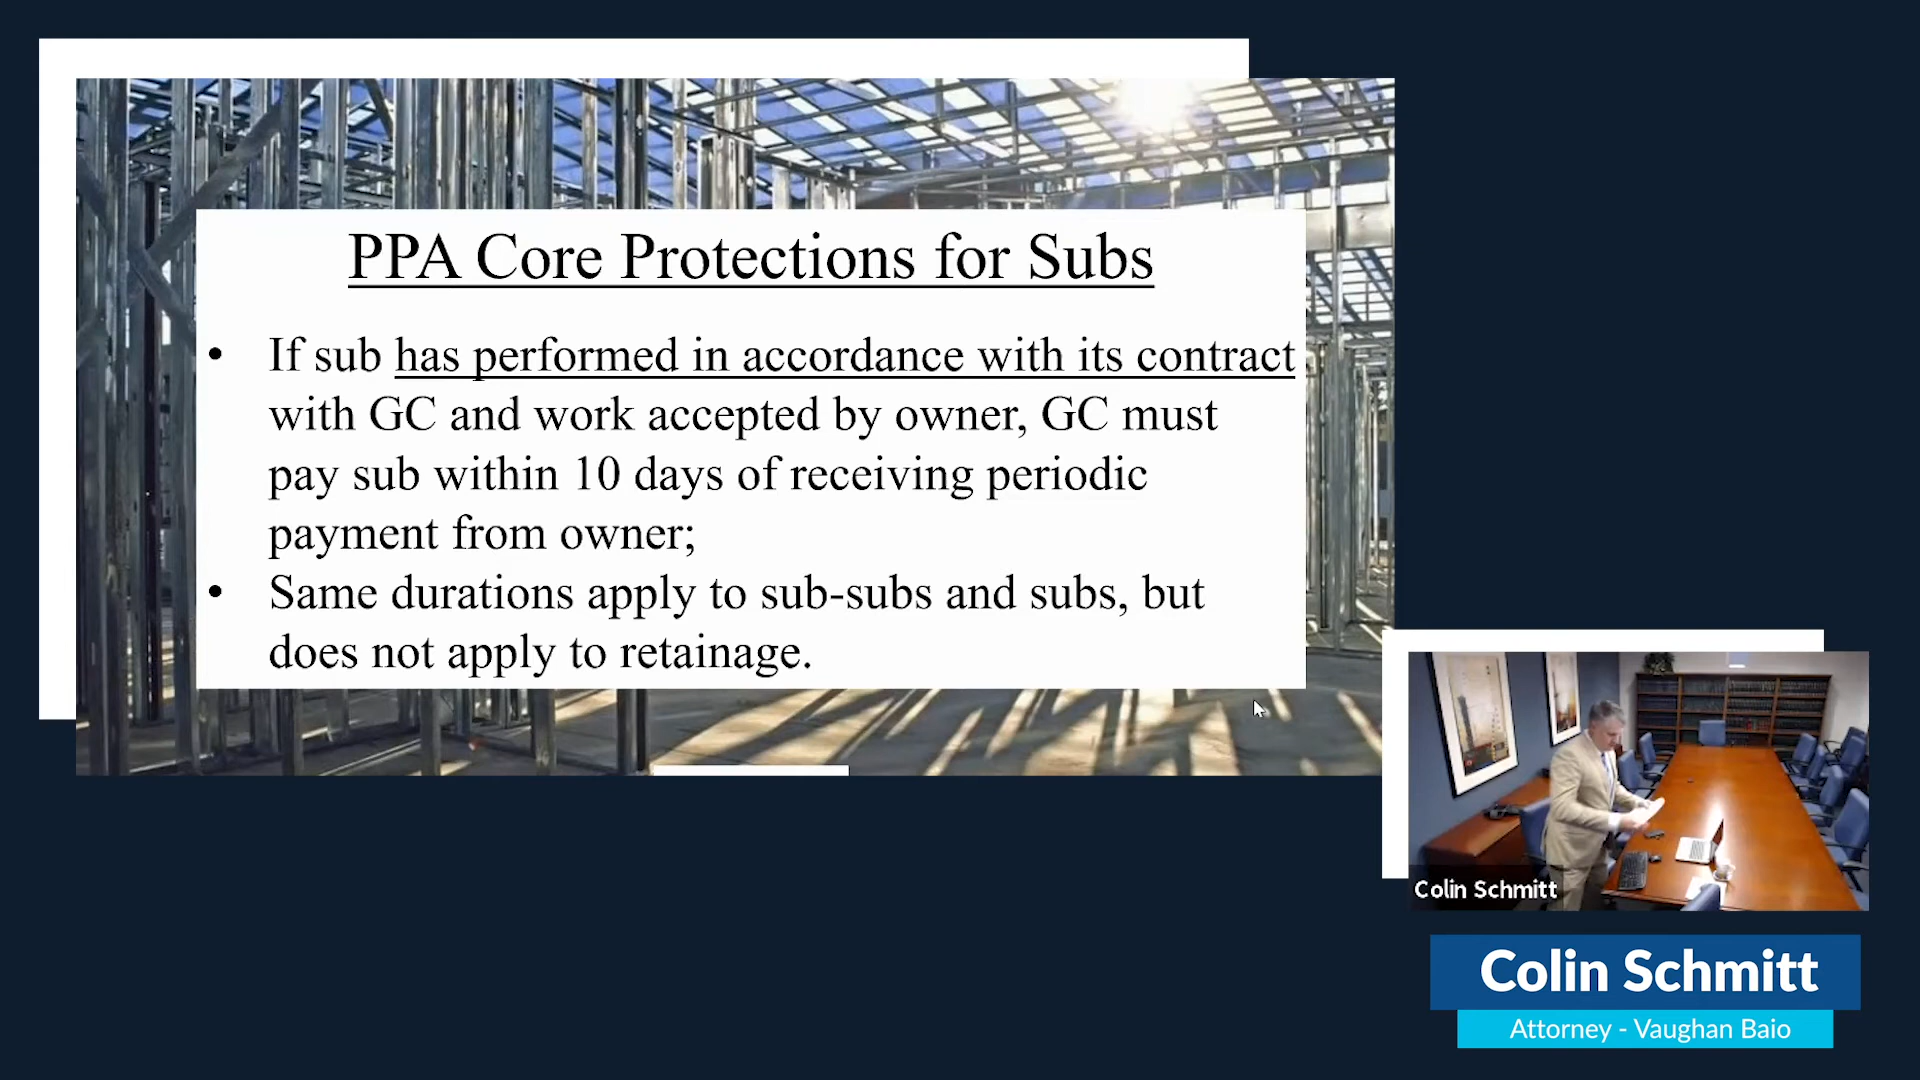 PPA Core Protections for Subs
• If sub has performed in accordance with its contract
with GC and work accepted by owner, GC must
pay sub within 10 days of receiving periodic
payment from owner;
• Same durations apply to sub-subs and subs, but
does not apply to retainage.
Colin Schmitt
Colin Schmitt
Attorney - Vaughan Baio